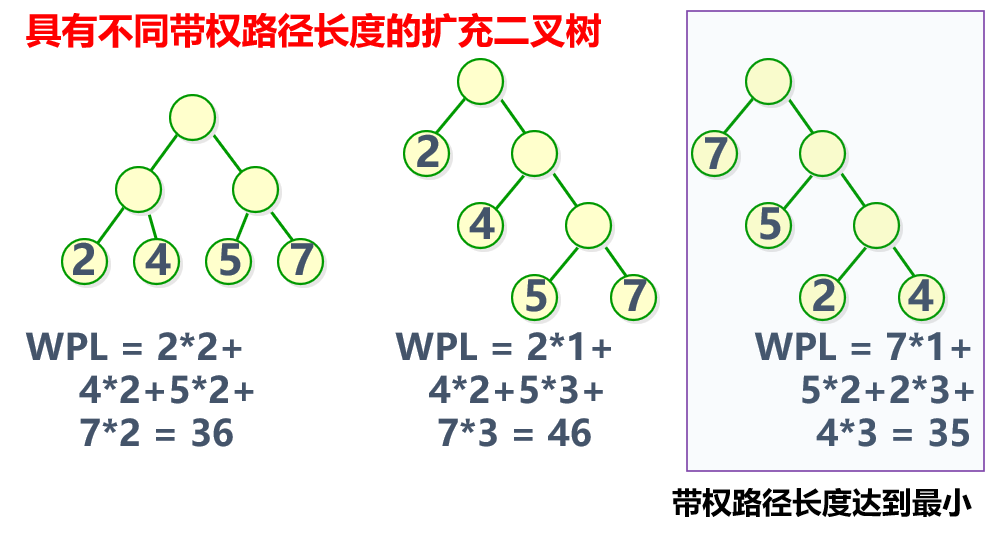 具有不同带权路径长度的扩充二叉树
2 4 5 7
2
4
5 7
7
5
2 4
WPL = 2*2+
4*2+5*2+
7*2 = 36
WPL = 2*1+
4*2+5*3+
7*3 = 46
WPL = 7*1+
5*2+2*3+
4*3 = 35
带权路径长度达到最小